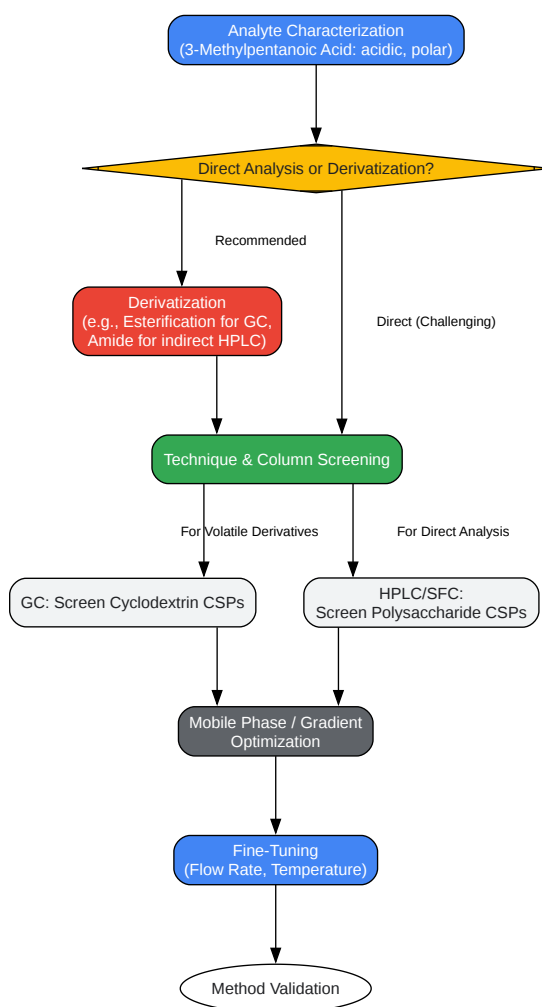 Analyte Characterization
(3-Methylpentanoic Acid: acidic, polar)
Direct Analysis or Derivatization?
Recommended
Derivatization
(e.g., Esterification for GC,
Amide for indirect HPLC)
Direct (Challenging)
Technique & Column Screening
For Volatile Derivatives
For Direct Analysis
GC: Screen Cyclodextrin CSPs
HPLC/SFC:
Screen Polysaccharide CSPs
Mobile Phase / Gradient
Optimization
Fine-Tuning
(Flow Rate, Temperature)
Method Validation